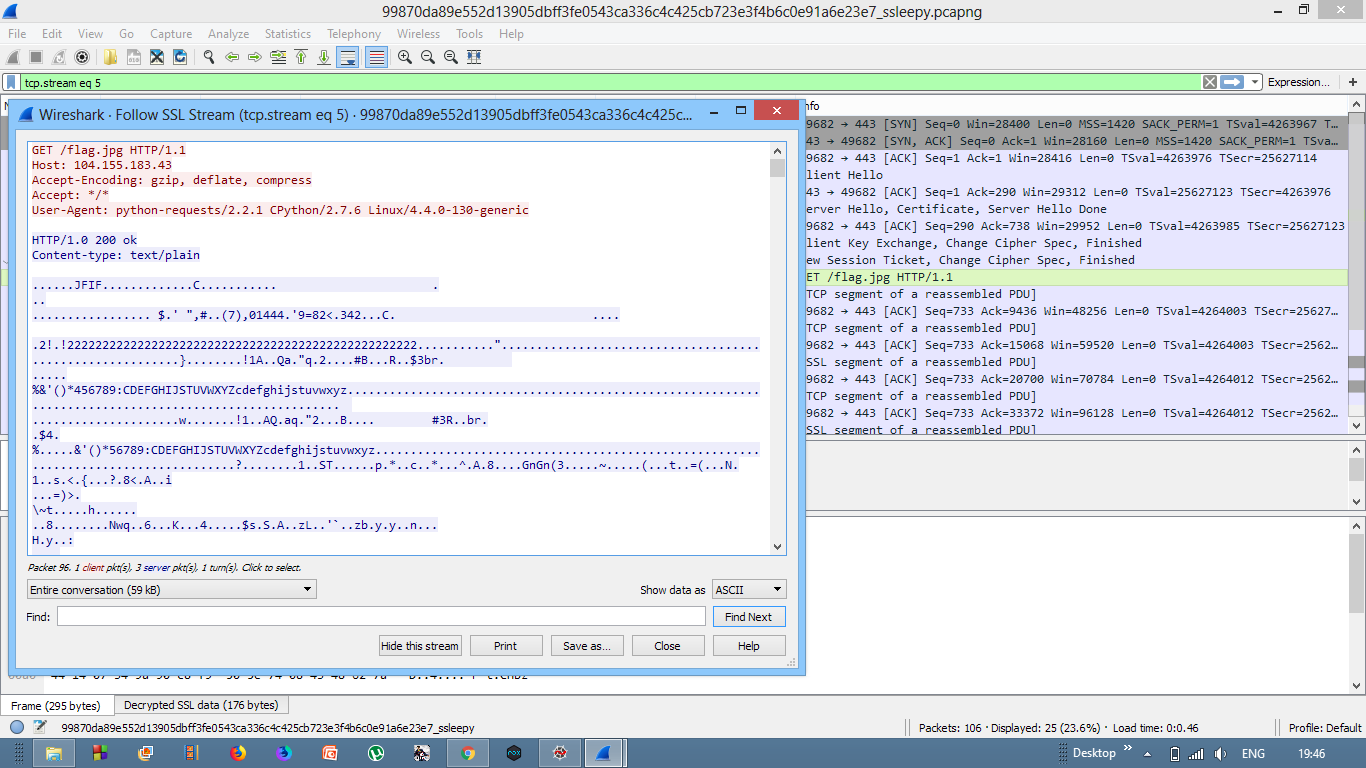 99870da89e552d13905dbff3fe0543ca336c4c425cb723e3f4b6c0e91a6e23e7_ssleepy.pcapng
File Edit View Go Capture Analyze Statistics Telephony Wireless Tools Help
tcp.stream eq 5
Expression... +
Wireshark · Follow SSL Stream (tcp.stream eq 5) · 99870da89e552d13905dbff3fe0543ca336c4c425c...
GET /flag.jpg HTTP/1.1
Host: 104.155.183.43
Accept-Encoding: gzip, deflate, compress
Accept: */*
User-Agent: python-requests/2.2.1 CPython/2.7.6 Linux/4.4.0-130-generic
HTTP/1.0 200 ok
Content-type: text/plain
......JFIF.............C...........
................. $.' ",#..(7),01444.'9=82<.342...C.
%&'()*456789:CDEFGHIJSTUVWXYZcdefghijstuvwxyz
.....................w.......!1..AQ.aq."2...B.... #3R..br.
.$4.
%.....&'()*56789:CDEFGHIJSTUVWXYZcdefghijstuvwxyz
1..s.<.{...?.8<.A..i
...=)>.
\~t.....h......
..8........Nwq..6...K...4.....$s.S.A..zL..'`..zb.y.y..n...
H.y..:
Packet 96. 1 client pkt(s), 3 server pkt(s), 1 turn(s). Click to select.
Entire conversation (59 kB)
Show data as ASCII
Find:
Find Next
Hide this stream
Print
Save as...
Close
Help
nfo
9682 → 443 [SYN] Seq=0 Win=28400 Len=0 MSS=1420 SACK_PERM=1 TSval=4263967 T...
43 → 49682 [SYN, ACK] Seq=0 Ack=1 Win=28160 Len=0 MSS=1420 SACK_PERM=1 TSva...
9682 → 443 [ACK] Seq=1 Ack=1 Win=28416 Len=0 TSval=4263976 TSecr=25627114
lient Hello
43 → 49682 [ACK] Seq=1 Ack=290 Win=29312 Len=0 TSval=25627123 TSecr=4263976
erver Hello, Certificate, Server Hello Done
9682 → 443 [ACK] Seq=290 Ack=738 Win=29952 Len=0 TSval=4263985 TSecr=25627123
lient Key Exchange, Change Cipher Spec, Finished
ew Session Ticket, Change Cipher Spec, Finished
ET /flag.jpg HTTP/1.1
TCP segment of a reassembled PDU]
9682 → 443 [ACK] Seq=733 Ack=9436 Win=48256 Len=0 TSval=4264003 TSecr=25627...
TCP segment of a reassembled PDU]
9682 → 443 [ACK] Seq=733 Ack=15068 Win=59520 Len=0 TSval=4264003 TSecr=2562...
SSL segment of a reassembled PDU]
9682 → 443 [ACK] Seq=733 Ack=20700 Win=70784 Len=0 TSval=4264012 TSecr=2562...
TCP segment of a reassembled PDU]
9682 → 443 [ACK] Seq=733 Ack=33372 Win=96128 Len=0 TSval=4264012 TSecr=2562...
TCP segment of a reassembled PDU]
Frame (295 bytes)
Decrypted SSL data (176 bytes)
99870da89e552d13905dbff3fe0543ca336c4c425cb723e3f4b6c0e91a6e23e7_ssleepy
Packets: 106 · Displayed: 25 (23.6%) · Load time: 0:0.46
Profile: Default
Desktop
ENG
19:46